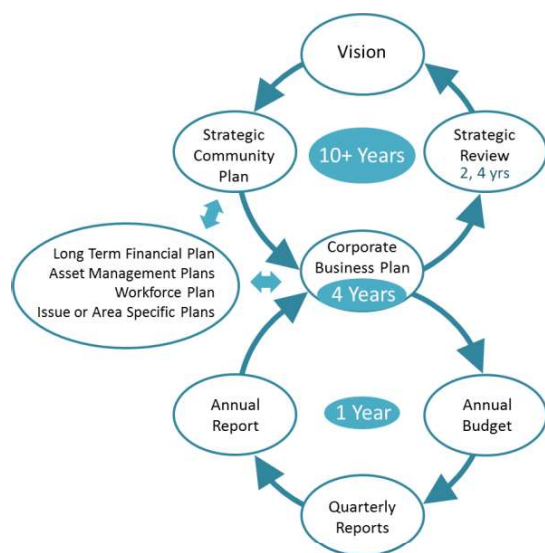 Vision
Strategic
Community
Plan
10+ Years
Strategic
Review
2, 4 yrs
Long Term Financial Plan
Asset Management Plans
Workforce Plan
Issue or Area Specific Plans
Corporate
Business Plan
4 Years
Annual
Report
1 Year
Annual
Budget
Quarterly
Reports